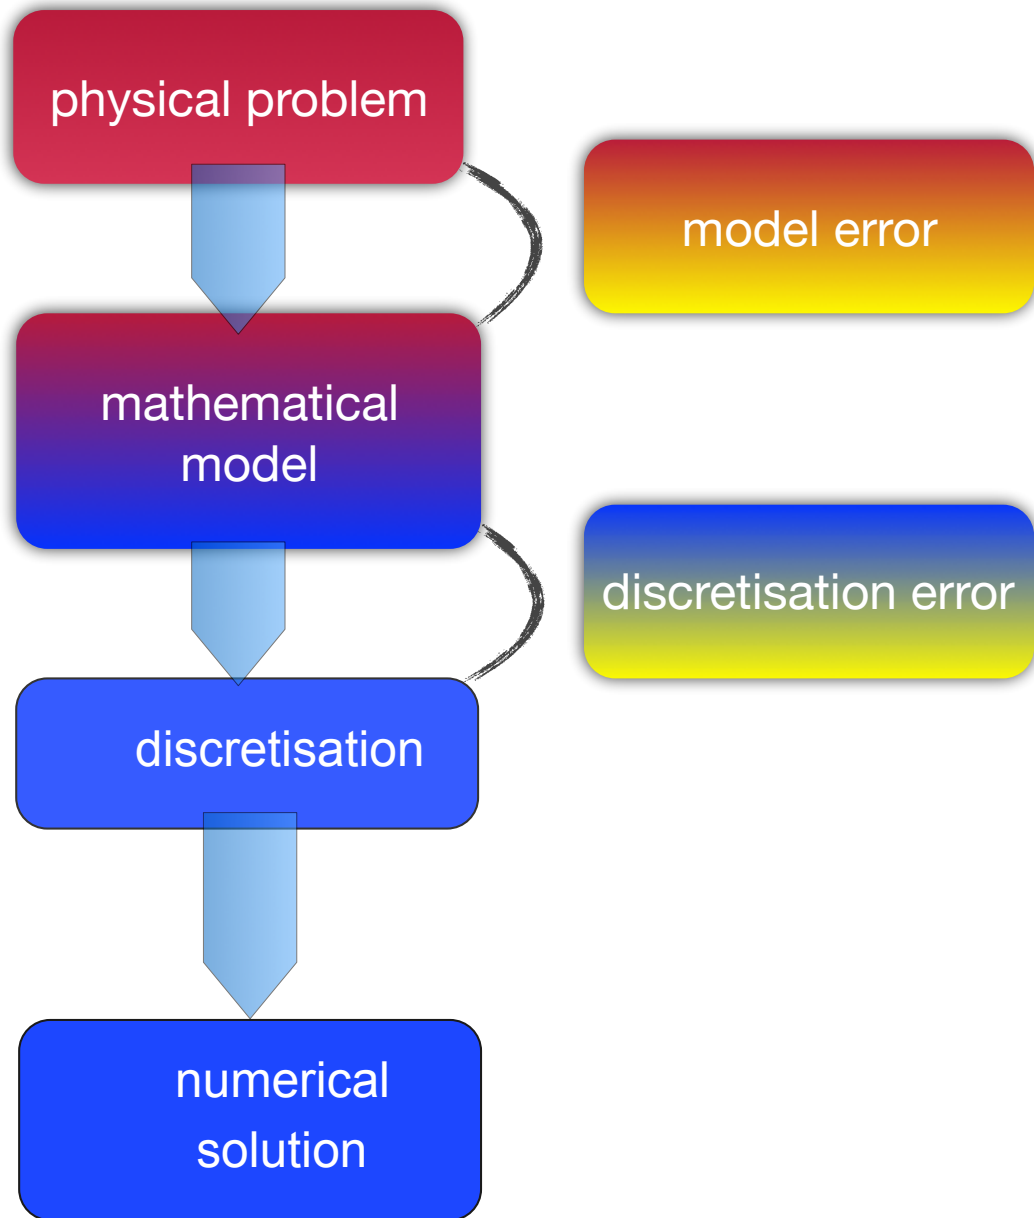 physical problem
model error
mathematical
model
discretisation error
discretisation
numerical
solution